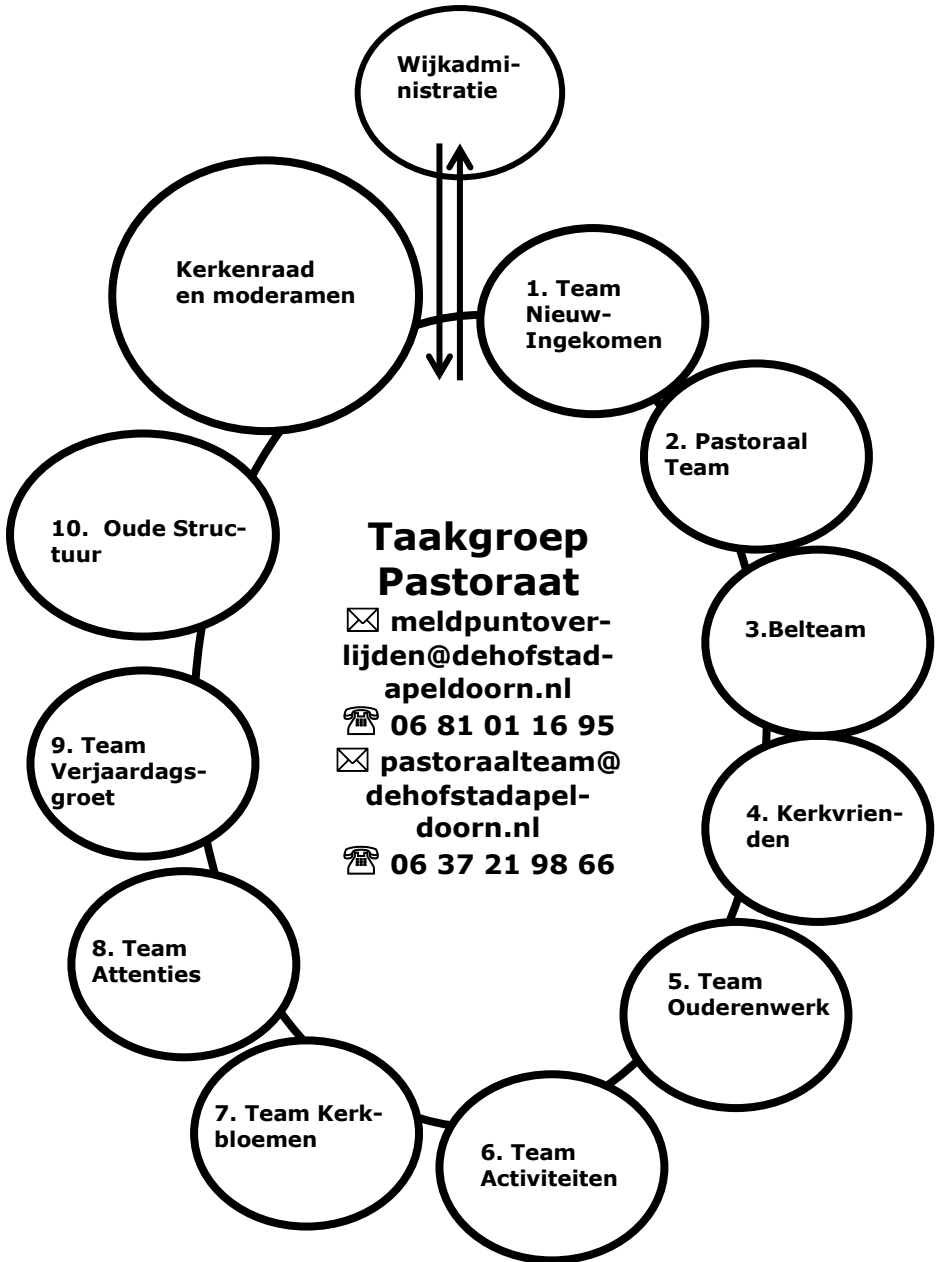 Wijkadmi-
nistratie
Kerkenraad
en moderamen
1. Team
Nieuw-
Ingekomen
2. Pastoraal
Team
3.Belteam
4. Kerkvrien-
den
5. Team
Ouderenwerk
6. Team
Activiteiten
7. Team Kerk-
bloemen
8. Team
Attenties
9. Team
Verjaardags-
groet
10. Oude Struc-
tuur
Taakgroep
Pastoraat
✉ meldpuntover-
lijden@dehofstad-
apeldoorn.nl
☎ 06 81 01 16 95
✉ pastoraalteam@
dehofstadapel-
doorn.nl
☎ 06 37 21 98 66